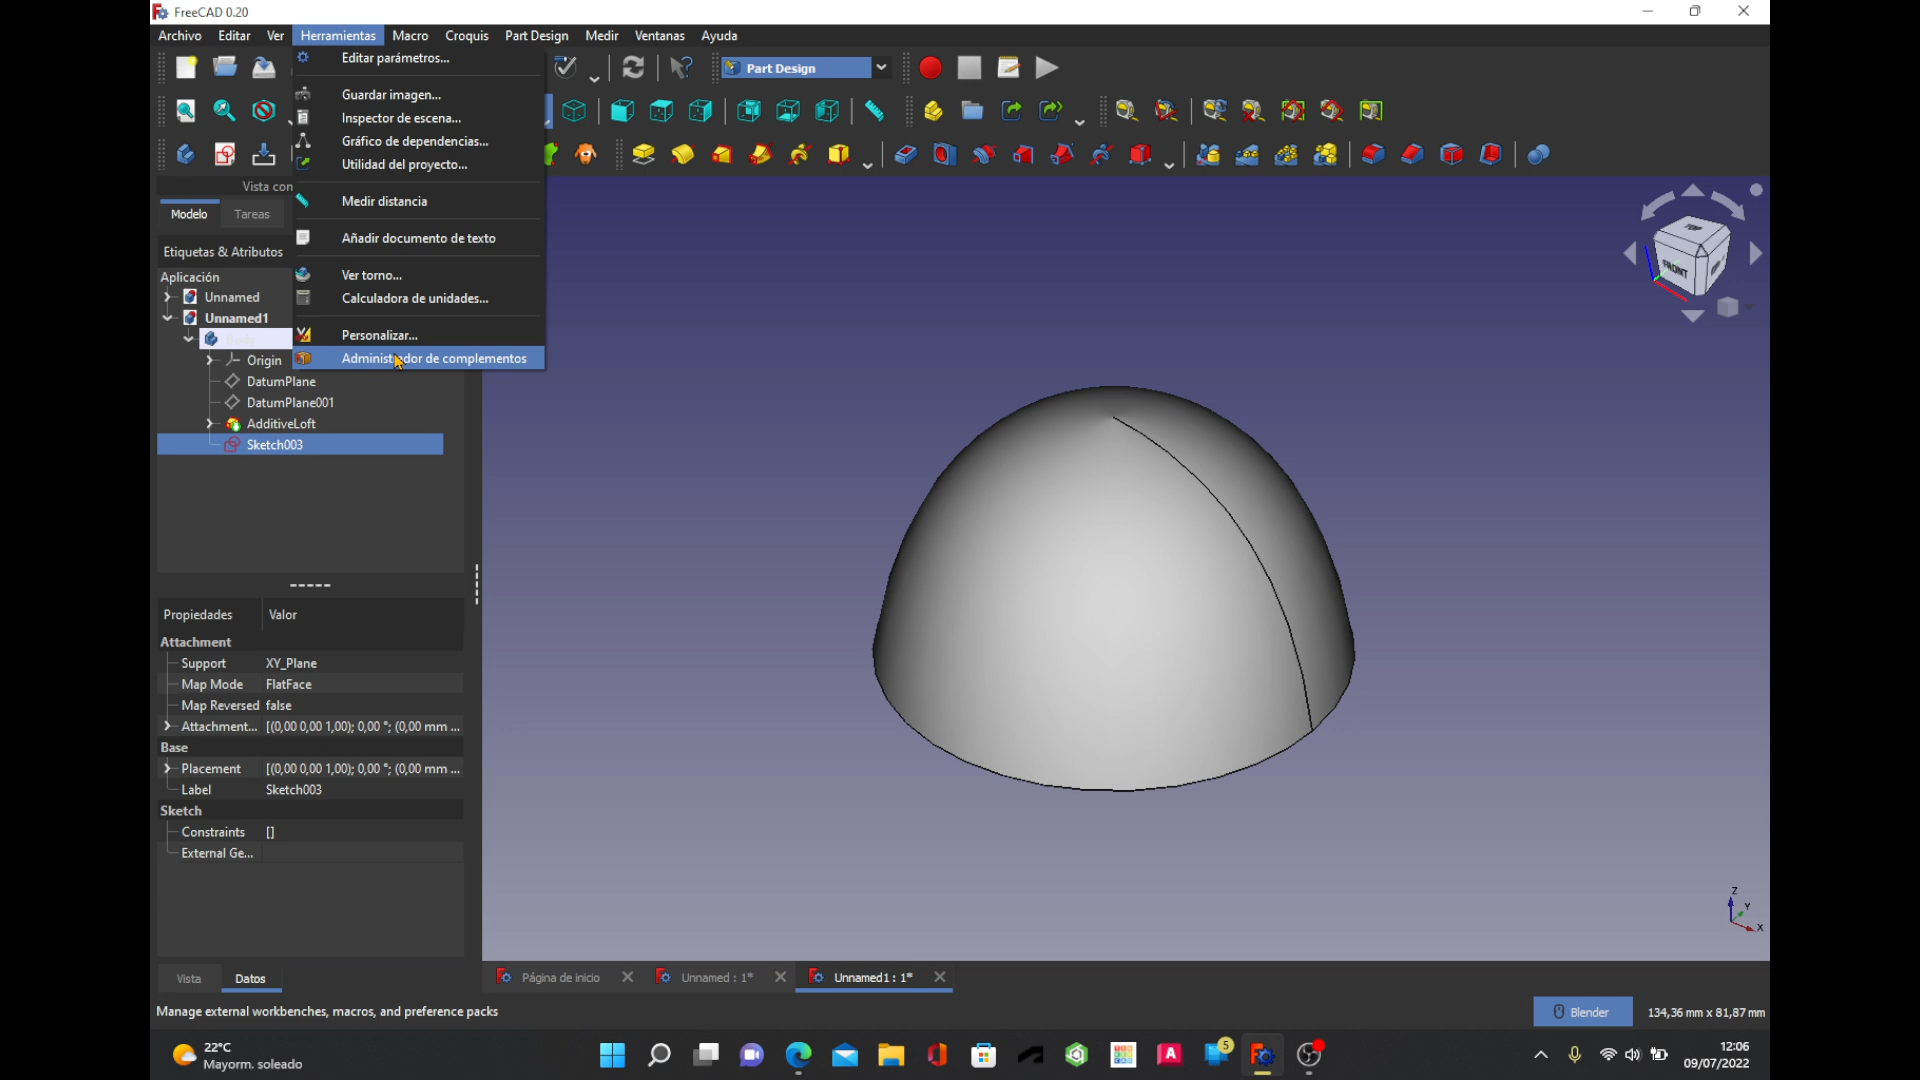 FreeCAD 0.20
Archivo Editar Ver Herramientas Macro Croquis Part Design Medir Ventanas Ayuda
Editar parámetros...
Part Design
Guardar imagen...
Inspector de escena...
Gráfico de dependencias...
Utilidad del proyecto...
Vista con
Medir distancia
Modelo Tareas
Añadir documento de texto
Etiquetas & Atributos
Ver torno...
Aplicación
Unnamed
Calculadora de unidades...
Unnamed1
Personalizar...
Administrador de complementos
Origin
DatumPlane
DatumPlane001
AdditiveLoft
Sketch003
TOP
FRONT
Propiedades Valor
Attachment
Support XY_Plane
Map Mode FlatFace
Map Reversed false
Attachment... [(0,00 0,00 1,00); 0,00 °; (0,00 mm ...
Base
Placement [(0,00 0,00 1,00); 0,00 °; (0,00 mm ...
Label Sketch003
Sketch
Constraints []
External Ge...
Z
Y
X
Vista Datos
Página de inicio Unnamed : 1* Unnamed1 : 1*
Manage external workbenches, macros, and preference packs
Blender 134,36 mm x 81,87 mm
22°C
Mayorm. soleado
A
5
12:06
09/07/2022